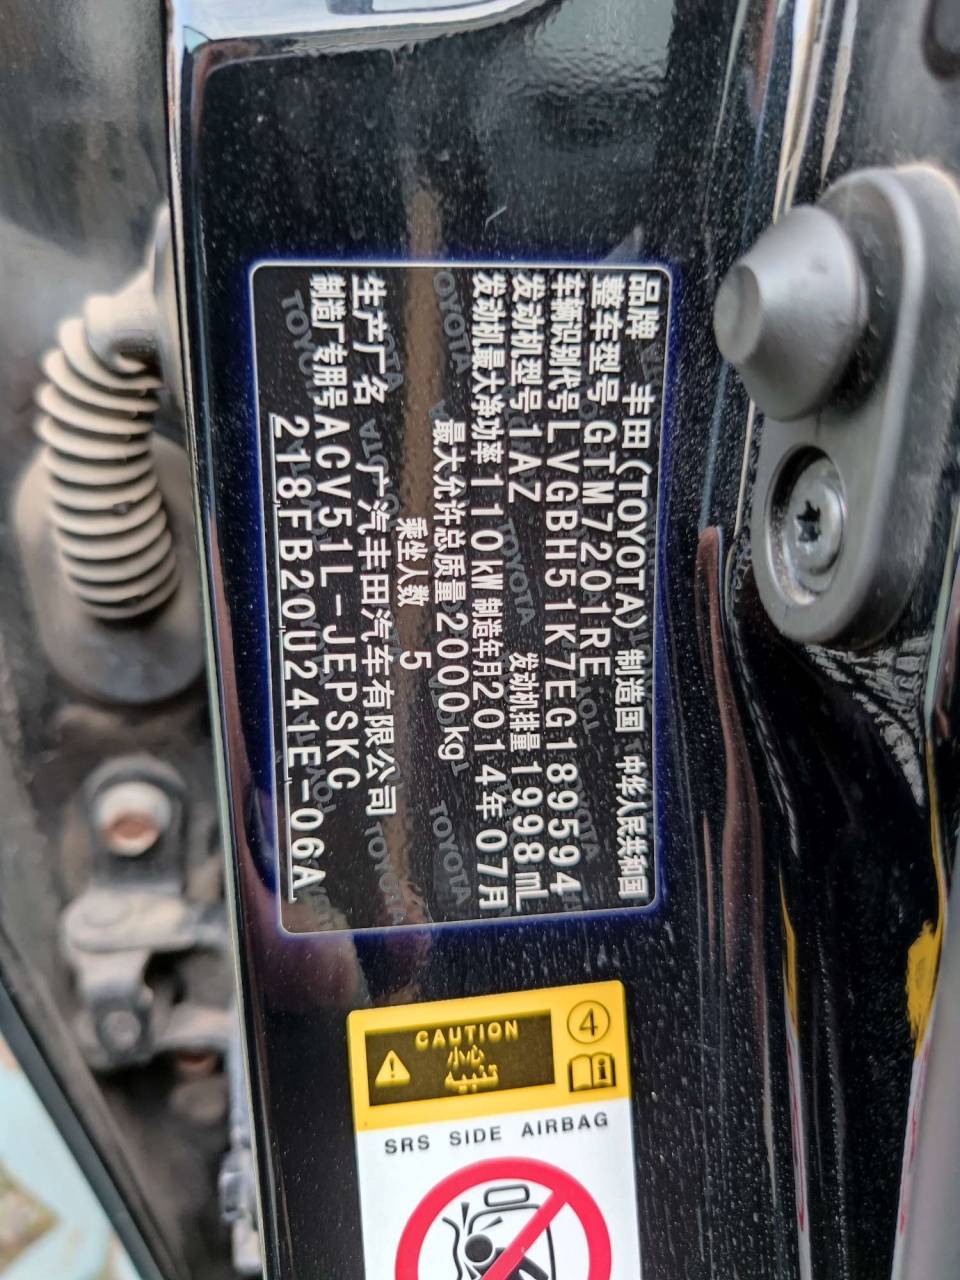 品牌 丰田(TOYOTA) 制造国 中华人民共和国
整车型号 GTM7201RE
车辆识别代号 LVGBH51K7EG189594
发动机型号 1AZ 发动机排量 1998mL
发动机最大净功率 110kW 制造年月 2014年07月
最大允许总质量 2000kg
乘坐人数 5
生产厂名 广汽丰田汽车有限公司
制造厂专用号 ACV51L-JEPSKC
218FB20U241E-06A
④
CAUTION
小心
SRS SIDE AIRBAG